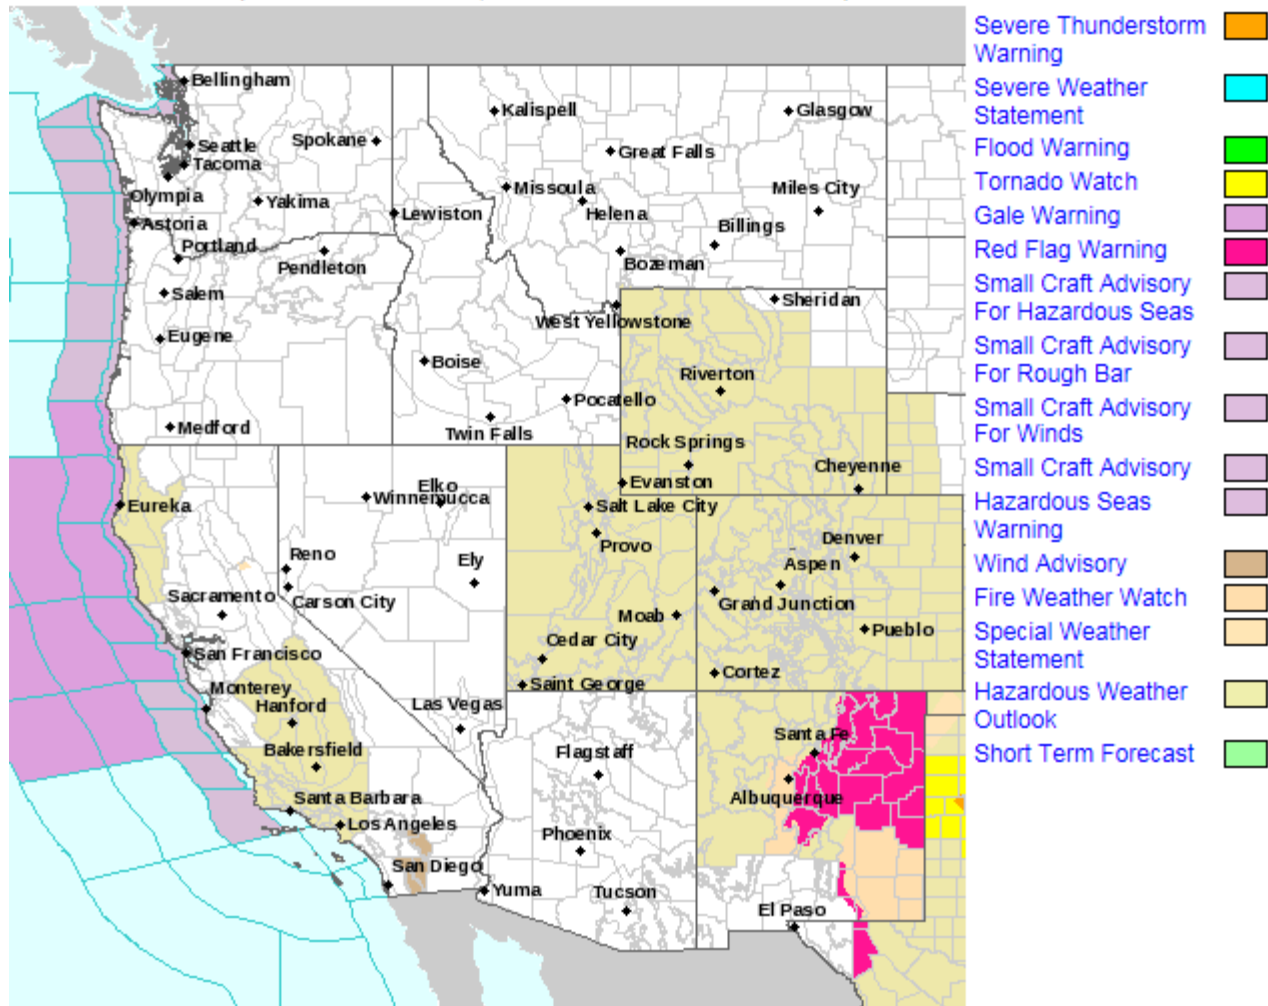 Bellingham
Kalispell
Glasgow
Seattle
Spokane
Great Falls
Tacoma
Olympia
Yakima
Missoula
Miles City
Astoria
Lewiston
Helena
Billings
Portland
Pendleton
Bozeman
Salem
Sheridan
West Yellowstone
Eugene
Boise
Riverton
Pocatello
Medford
Twin Falls
Rock Springs
Cheyenne
Evanston
Elko
Winnemucca
Eureka
Salt Lake City
Provo
Denver
Reno
Ely
Aspen
Sacramento
Carson City
Grand Junction
Moab
Pueblo
Cedar City
San Francisco
Cortez
Saint George
Monterey
Hanford
Las Vegas
Santa Fe
Bakersfield
Flagstaff
Albuquerque
Santa Barbara
Los Angeles
Phoenix
San Diego
Yuma
Tucson
El Paso
Severe Thunderstorm
Warning
Severe Weather
Statement
Flood Warning
Tornado Watch
Gale Warning
Red Flag Warning
Small Craft Advisory
For Hazardous Seas
Small Craft Advisory
For Rough Bar
Small Craft Advisory
For Winds
Small Craft Advisory
Hazardous Seas
Warning
Wind Advisory
Fire Weather Watch
Special Weather
Statement
Hazardous Weather
Outlook
Short Term Forecast